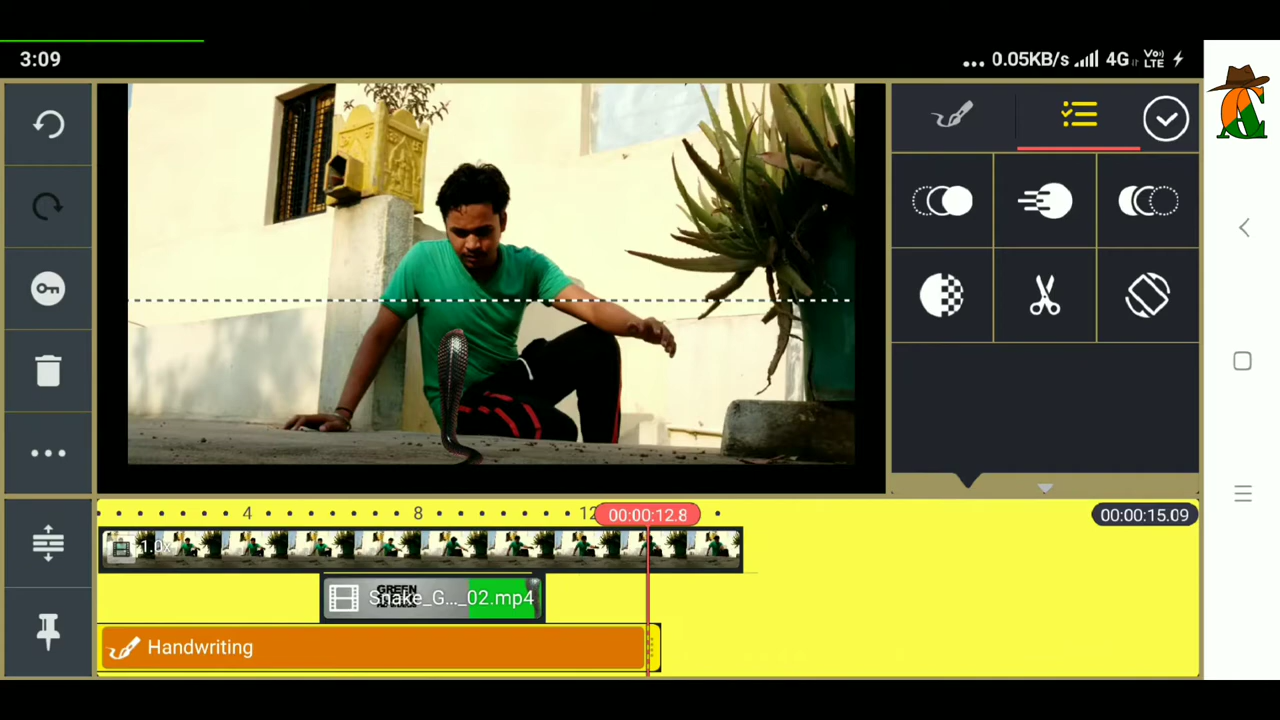 3:09
... 0.05KB/s 4G Vo)) LTE
4 8 12
00:00:12.8
00:00:15.09
1.0x
GREEN
Snake_G..._02.mp4
Handwriting